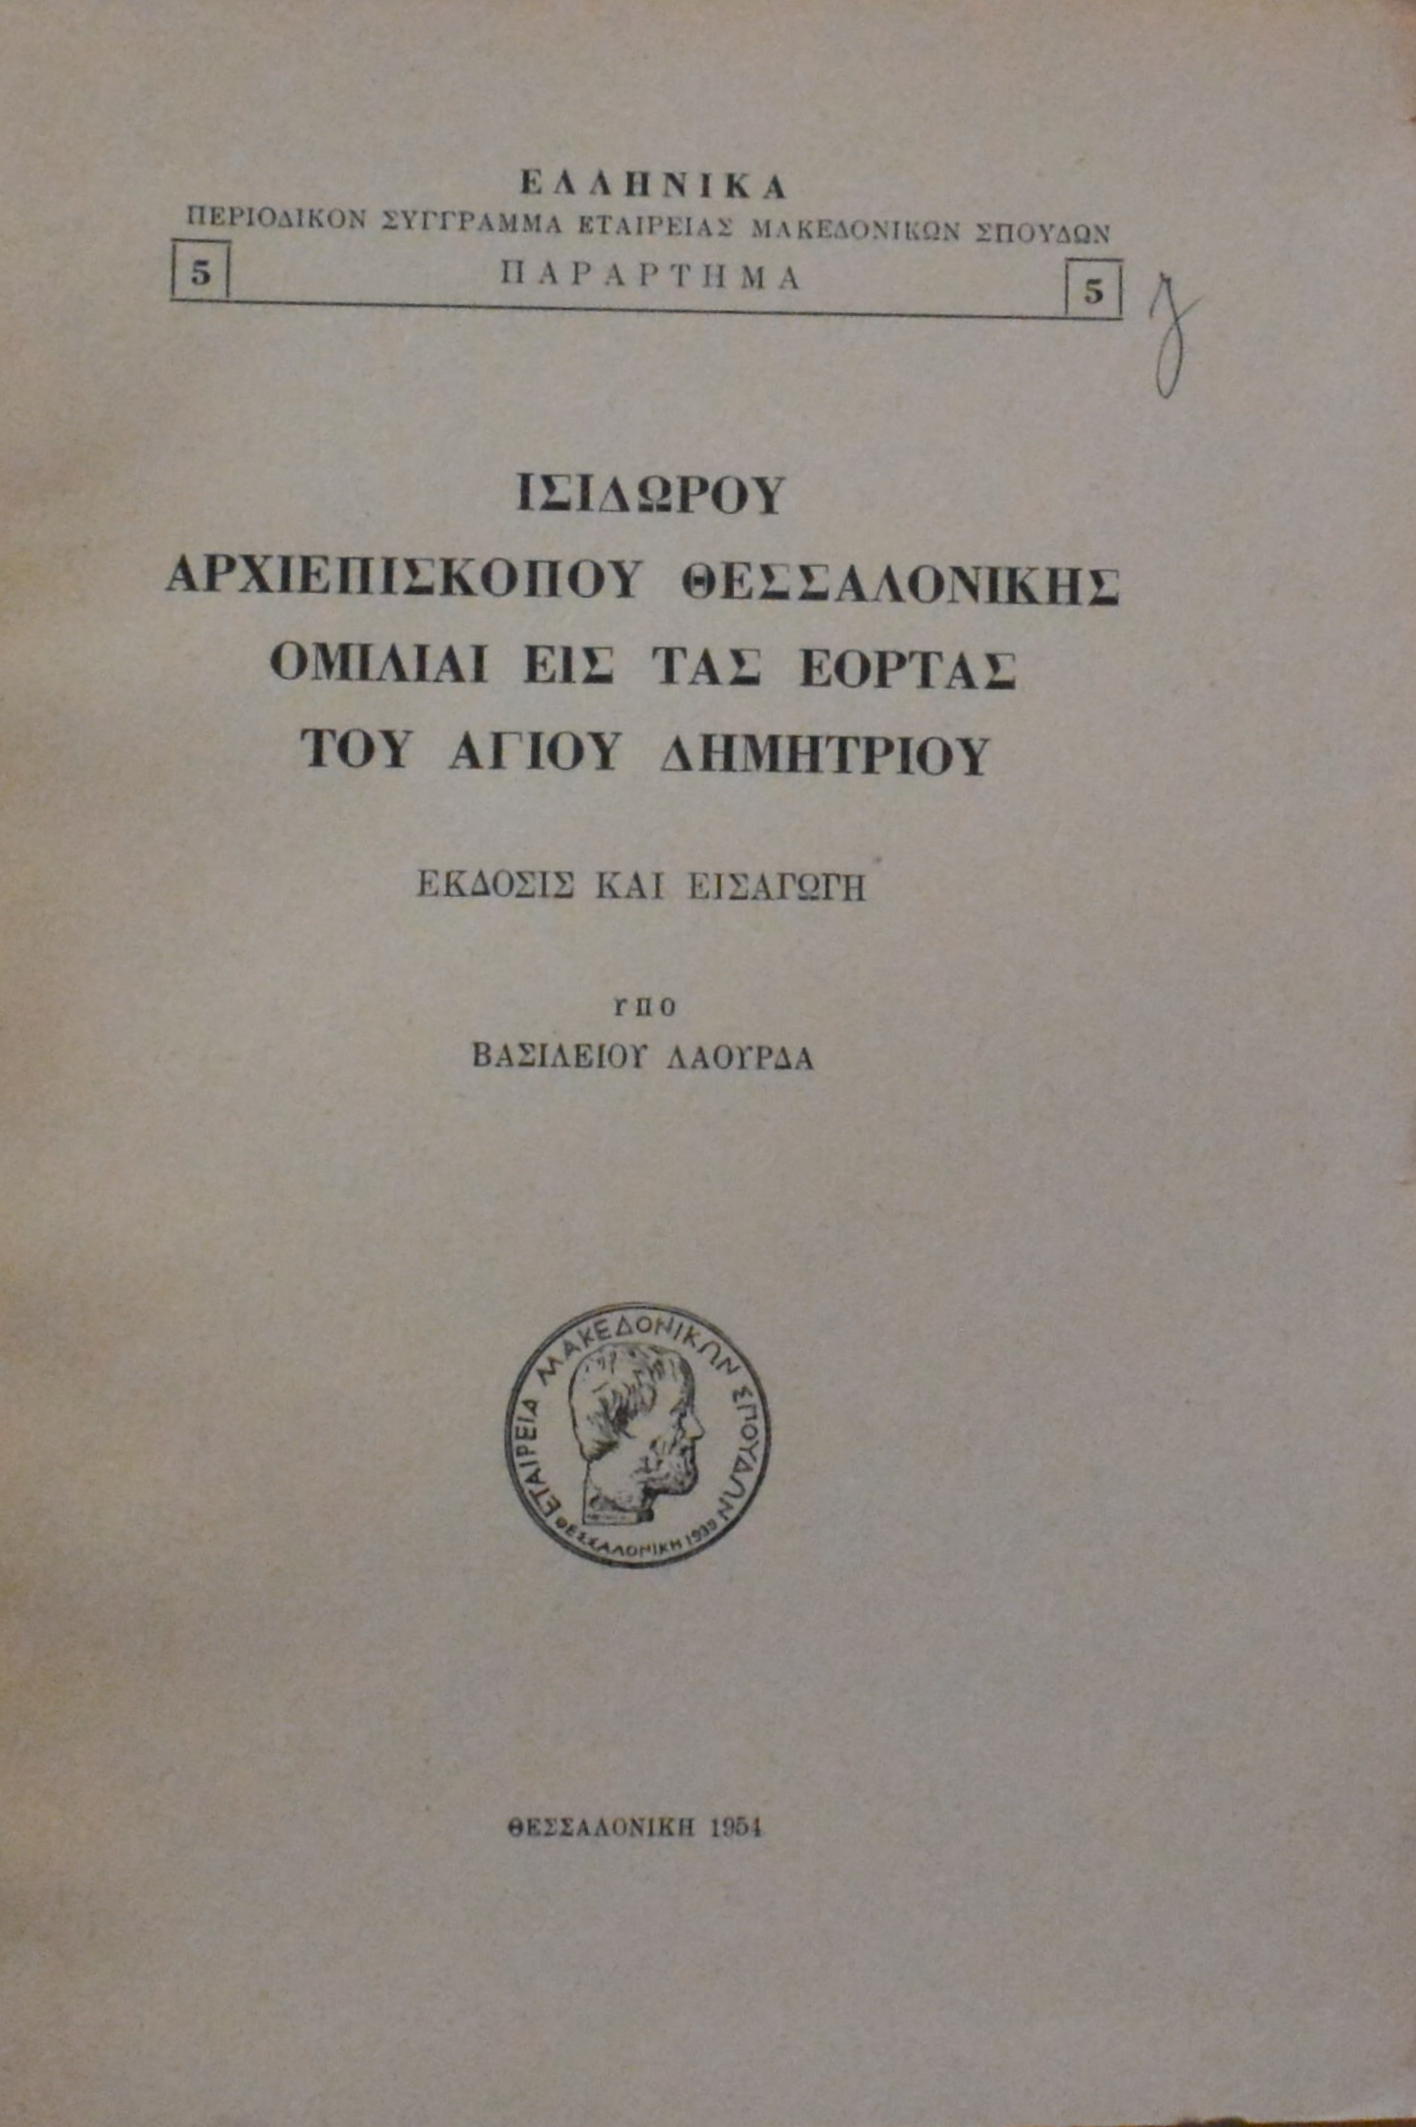 ΕΛΛΗΝΙΚΑ
ΠΕΡΙΟΔΙΚΟΝ ΣΥΓΓΡΑΜΜΑ ΕΤΑΙΡΕΙΑΣ ΜΑΚΕΔΟΝΙΚΩΝ ΣΠΟΥΔΩΝ
5 ΠΑΡΑΡΤΗΜΑ 5
ΙΣΙΔΩΡΟΥ
ΑΡΧΙΕΠΙΣΚΟΠΟΥ ΘΕΣΣΑΛΟΝΙΚΗΣ
ΟΜΙΛΙΑΙ ΕΙΣ ΤΑΣ ΕΟΡΤΑΣ
ΤΟΥ ΑΓΙΟΥ ΔΗΜΗΤΡΙΟΥ
ΕΚΔΟΣΙΣ ΚΑΙ ΕΙΣΑΓΩΓΗ
ΥΠΟ
ΒΑΣΙΛΕΙΟΥ ΛΑΟΥΡΔΑ
ΕΤΑΙΡΕΙΑ ΜΑΚΕΔΟΝΙΚΩΝ ΣΠΟΥΔΩΝ
ΘΕΣΣΑΛΟΝΙΚΗ 1939
ΘΕΣΣΑΛΟΝΙΚΗ 1954